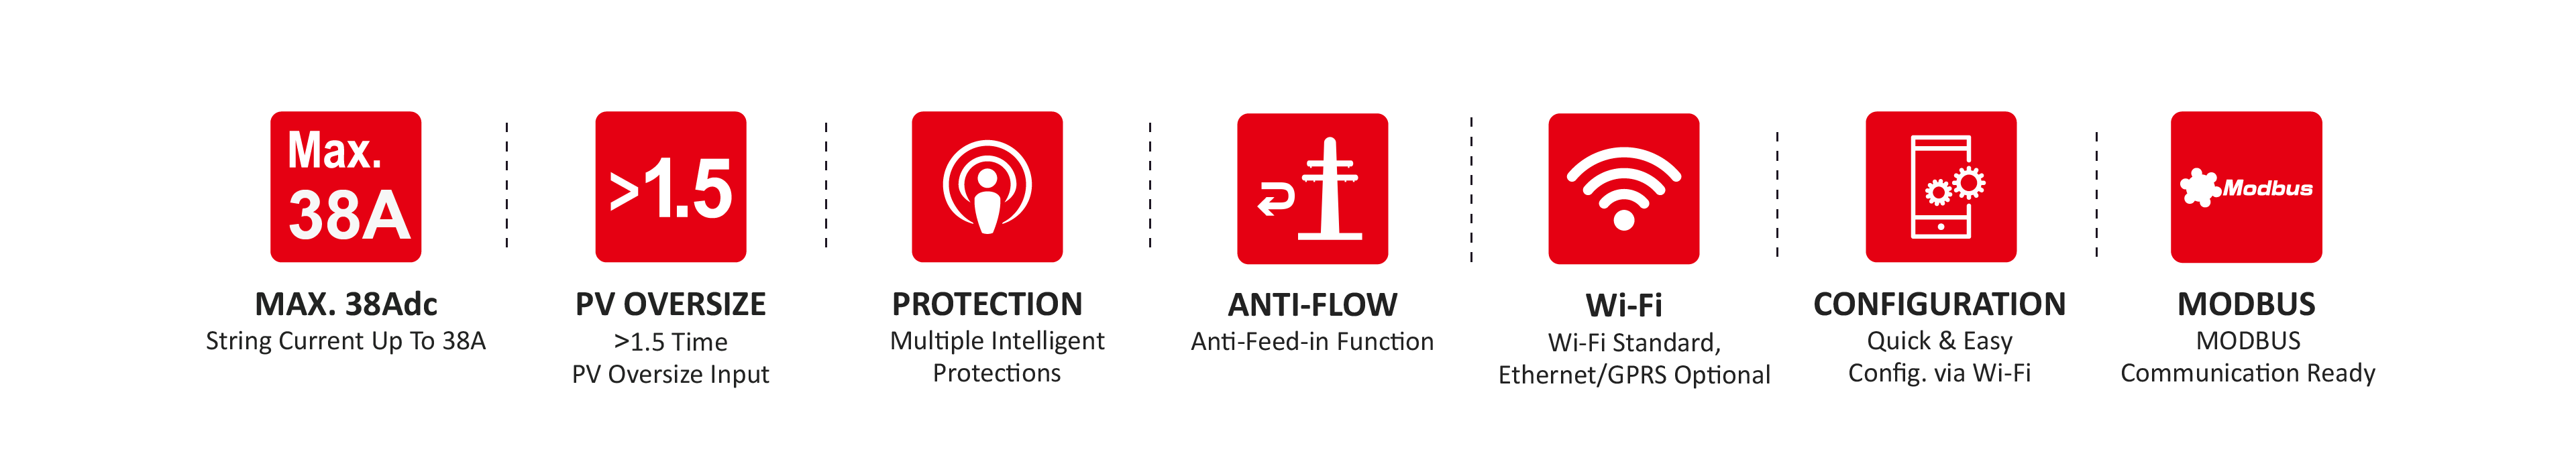 Max.
38A
MAX. 38Adc
String Current Up To 38A
>1.5
PV OVERSIZE
>1.5 Time
PV Oversize Input
PROTECTION
Multiple Intelligent
Protections
ANTI-FLOW
Anti-Feed-in Function
Wi-Fi
Wi-Fi Standard,
Ethernet/GPRS Optional
CONFIGURATION
Quick & Easy
Config. via Wi-Fi
Modbus
MODBUS
MODBUS
Communication Ready